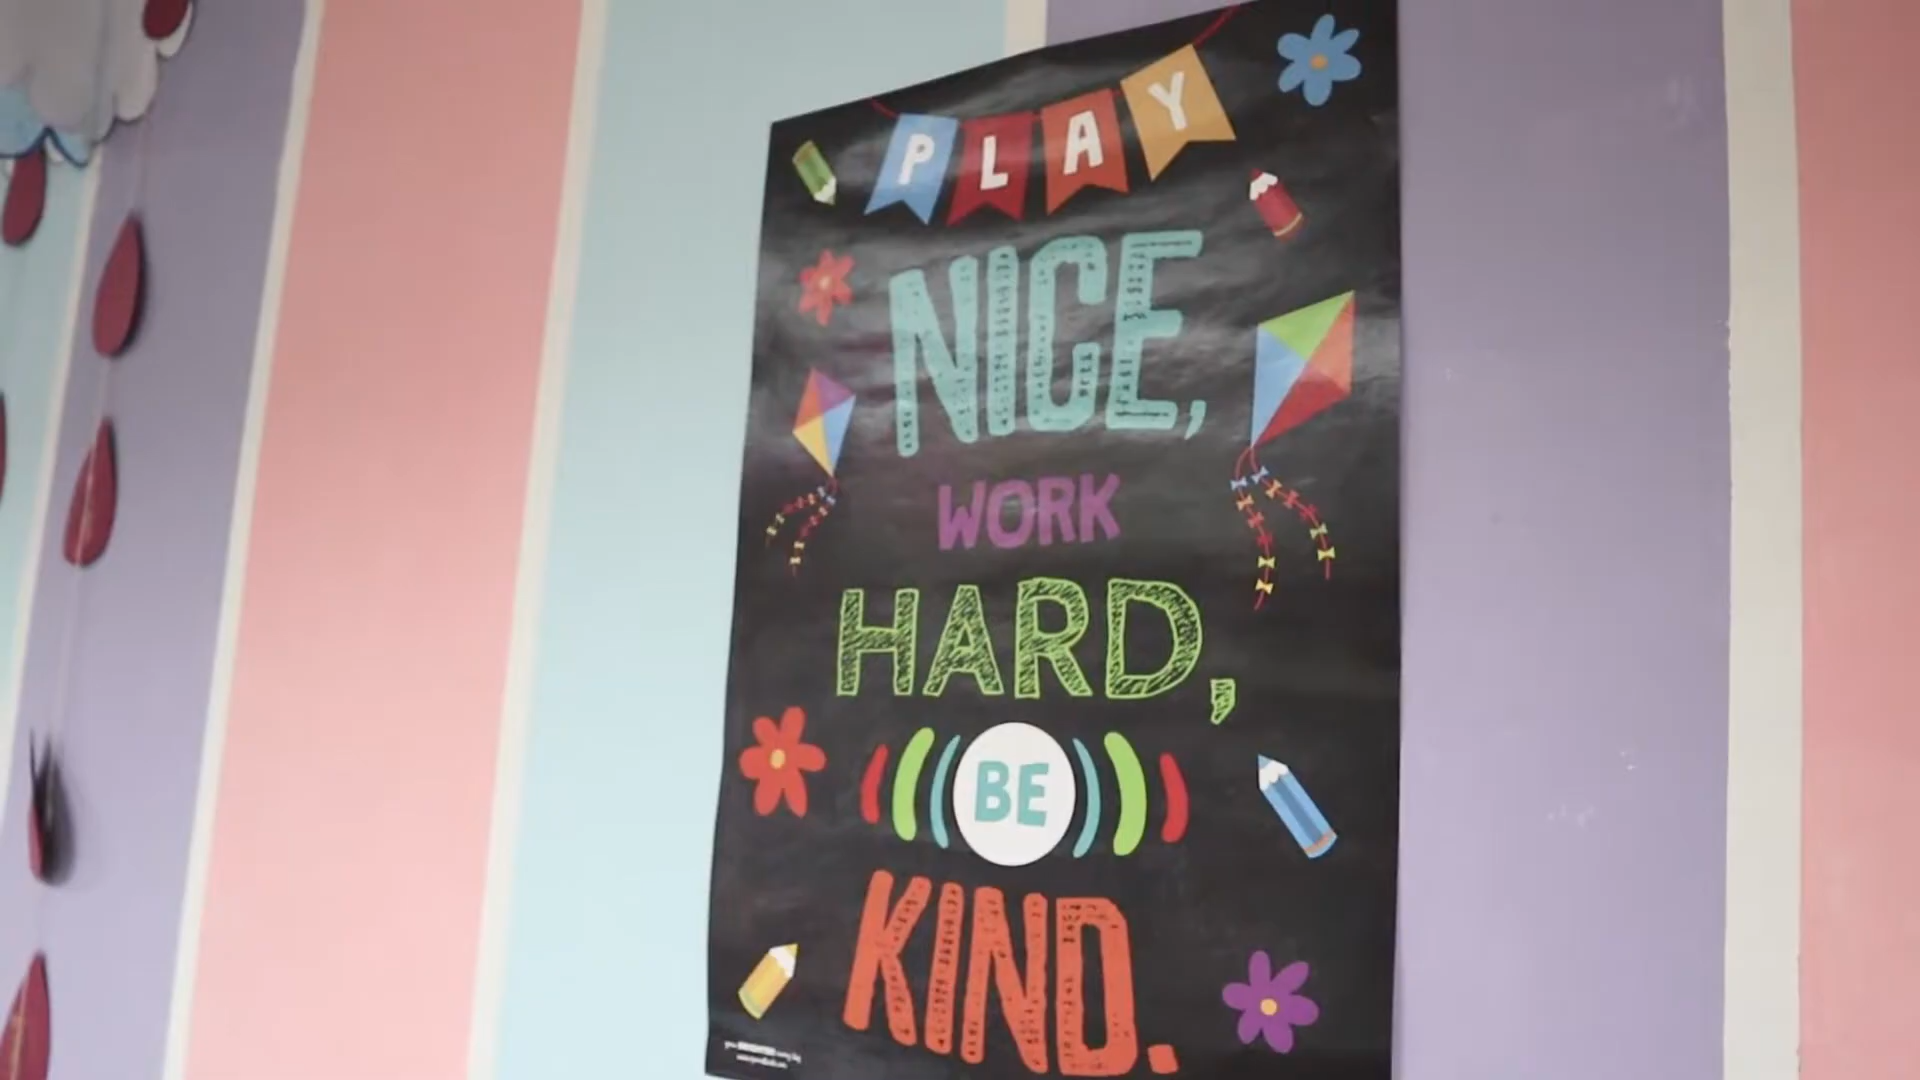 PLAY
NICE,
WORK
HARD,
BE
KIND.